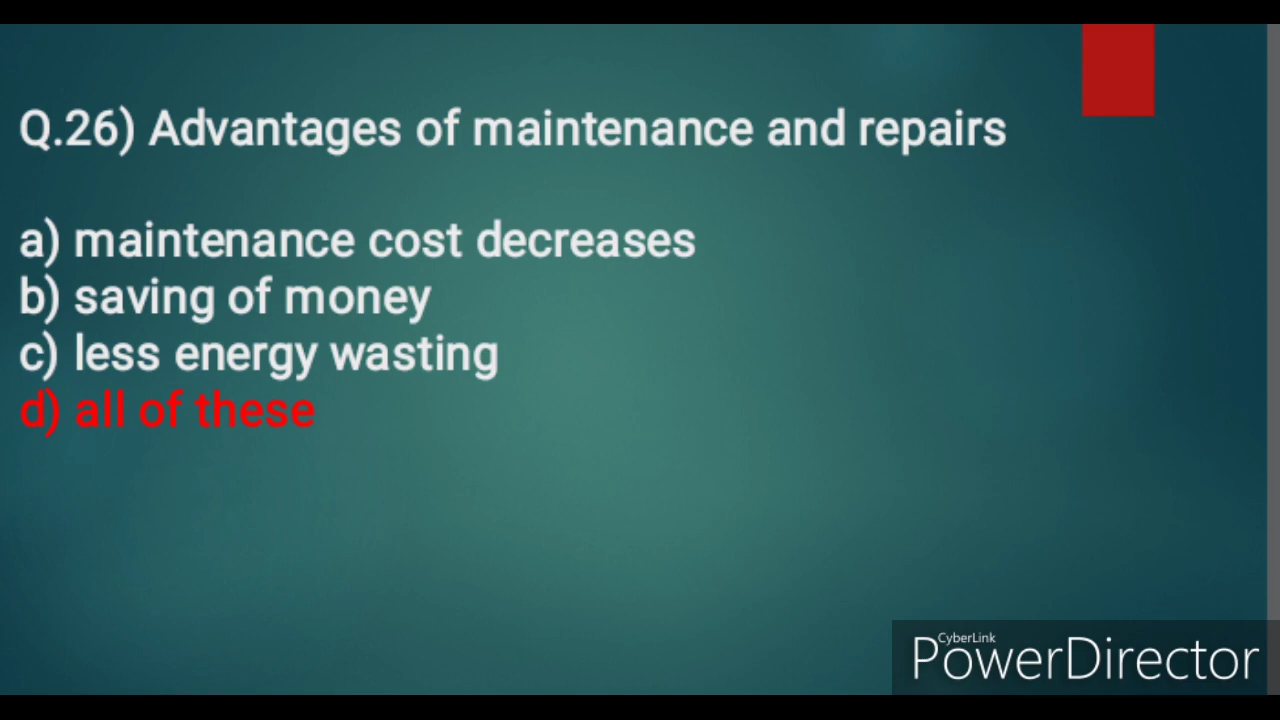 Q.26) Advantages of maintenance and repairs
a) maintenance cost decreases
b) saving of money
c) less energy wasting
d) all of these
CyberLink
PowerDirector